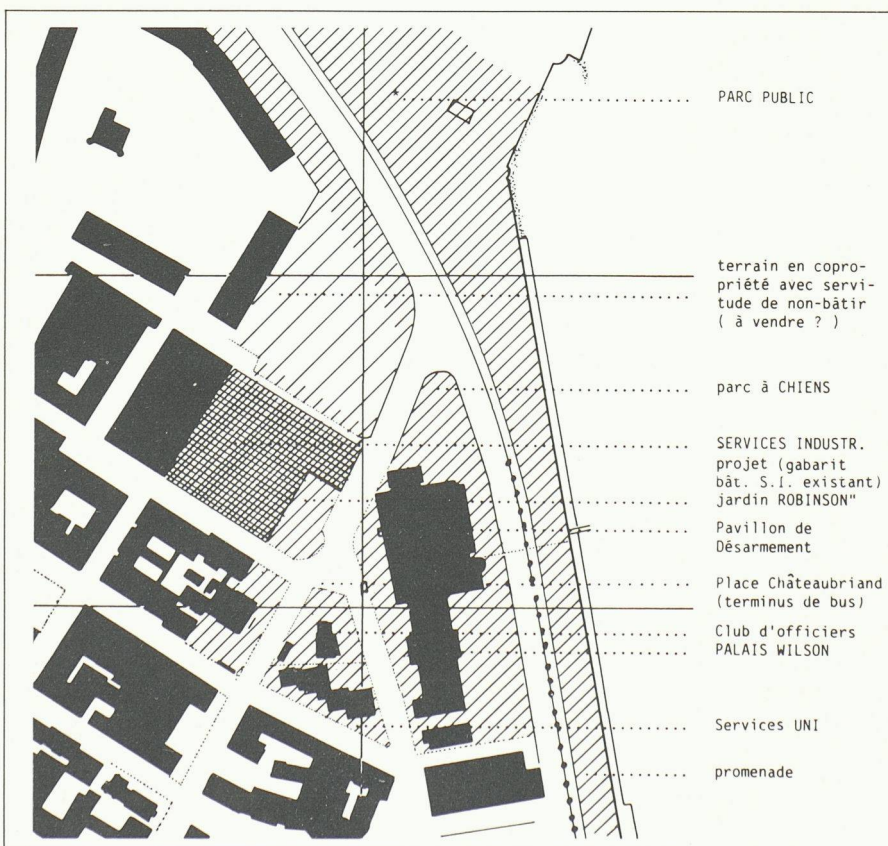 PARC PUBLIC
terrain en copro-
priété avec servi-
tude de non-bâtir
( à vendre ? )
parc à CHIENS
SERVICES INDUSTR.
projet (gabarit
bât. S.I. existant)
jardin ROBINSON"
Pavillon de
Désarmement
Place Châteaubriand
(terminus de bus)
Club d'officiers
PALAIS WILSON
Services UNI
promenade